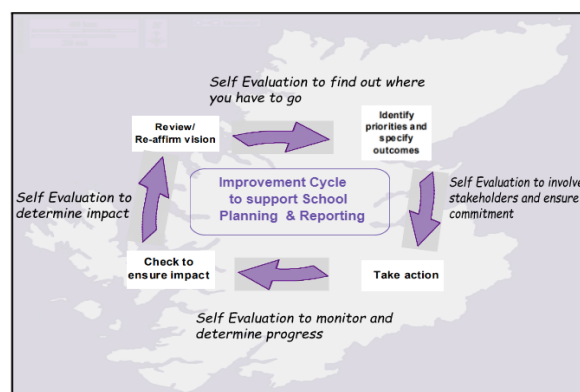 Self Evaluation to find out where
you have to go
Review/
Re-affirm vision
Identify
priorities and
specify
outcomes
Self Evaluation to
determine impact
Improvement Cycle
to support School
Planning & Reporting
Self Evaluation to involve
stakeholders and ensure
commitment
Check to
ensure impact
Take action
Self Evaluation to monitor and
determine progress